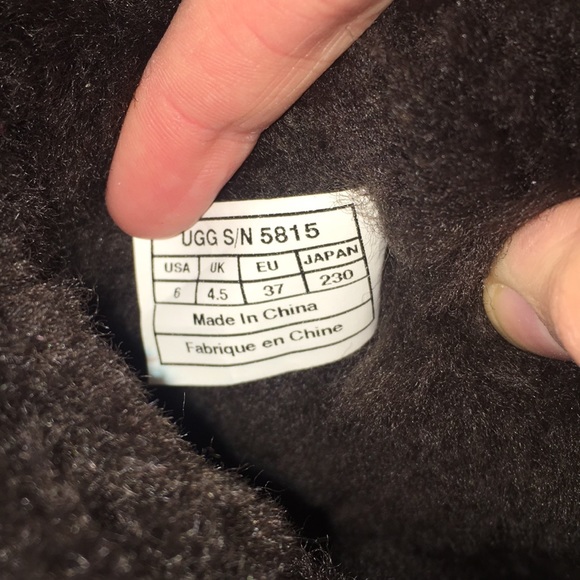 UGG S/N 5815
USA UK EU JAPAN
6 4.5 37 230
Made In China
Fabrique en Chine